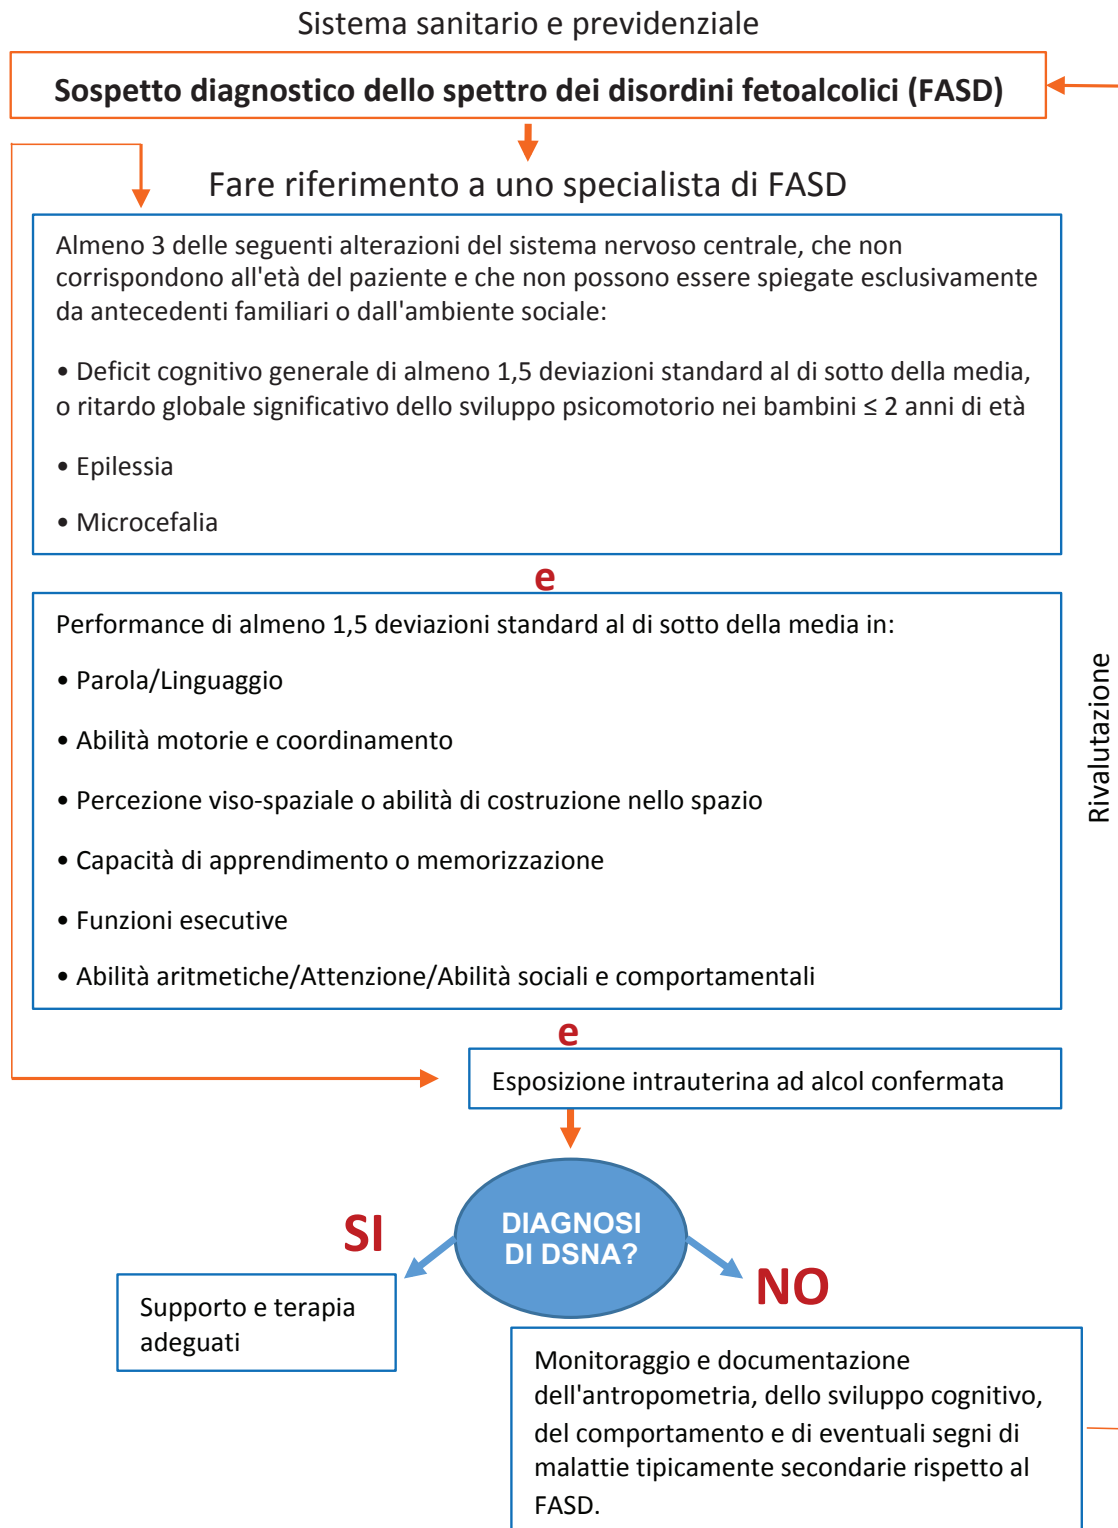 Sistema sanitario e previdenziale
Sospetto diagnostico dello spettro dei disordini fetoalcolici (FASD)
Fare riferimento a uno specialista di FASD
Almeno 3 delle seguenti alterazioni del sistema nervoso centrale, che non
corrispondono all'età del paziente e che non possono essere spiegate esclusivamente
da antecedenti familiari o dall'ambiente sociale:
• Deficit cognitivo generale di almeno 1,5 deviazioni standard al di sotto della media,
o ritardo globale significativo dello sviluppo psicomotorio nei bambini ≤ 2 anni di età
• Epilessia
• Microcefalia
e
Performance di almeno 1,5 deviazioni standard al di sotto della media in:
• Parola/Linguaggio
• Abilità motorie e coordinamento
• Percezione viso-spaziale o abilità di costruzione nello spazio
• Capacità di apprendimento o memorizzazione
• Funzioni esecutive
• Abilità aritmetiche/Attenzione/Abilità sociali e comportamentali
Rivalutazione
e
Esposizione intrauterina ad alcol confermata
DIAGNOSI
DI DSNA?
SI
NO
Supporto e terapia
adeguati
Monitoraggio e documentazione
dell'antropometria, dello sviluppo cognitivo,
del comportamento e di eventuali segni di
malattie tipicamente secondarie rispetto al
FASD.